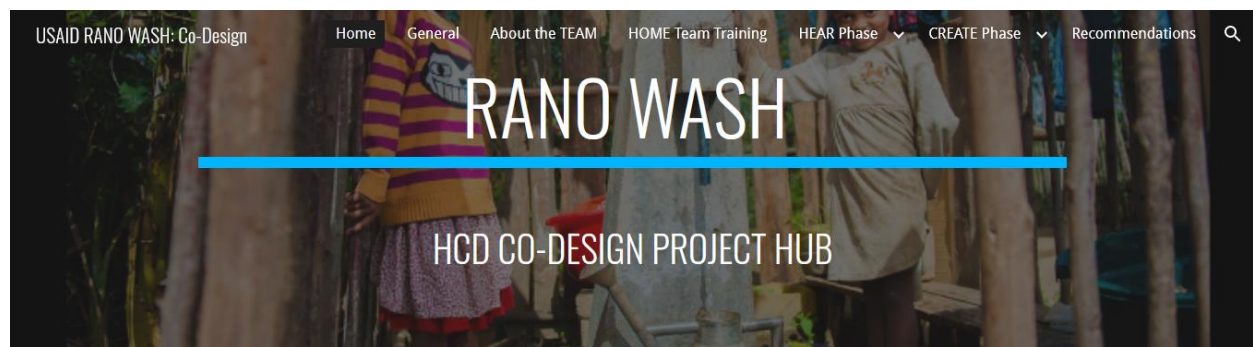 USAID RANO WASH: Co-Design
Home General About the TEAM HOME Team Training HEAR Phase CREATE Phase Recommendations
RANO WASH
HCD CO-DESIGN PROJECT HUB